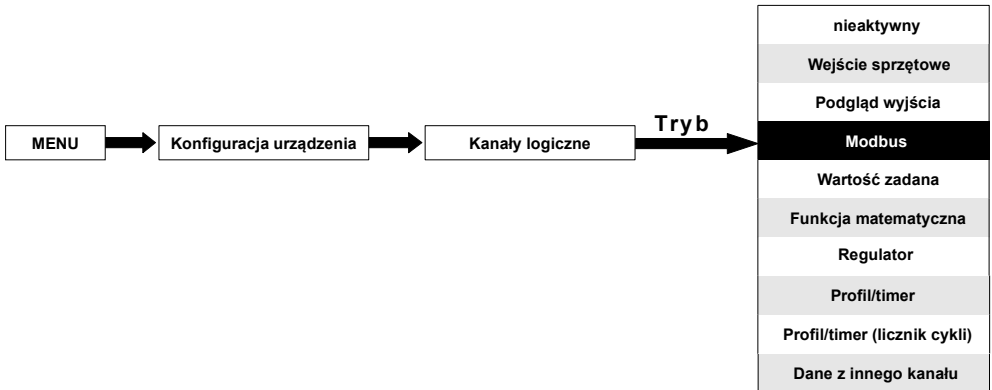 MENU
Konfiguracja urządzenia
Kanały logiczne
Tryb
nieaktywny
Wejście sprzętowe
Podgląd wyjścia
Modbus
Wartość zadana
Funkcja matematyczna
Regulator
Profil/timer
Profil/timer (licznik cykli)
Dane z innego kanału